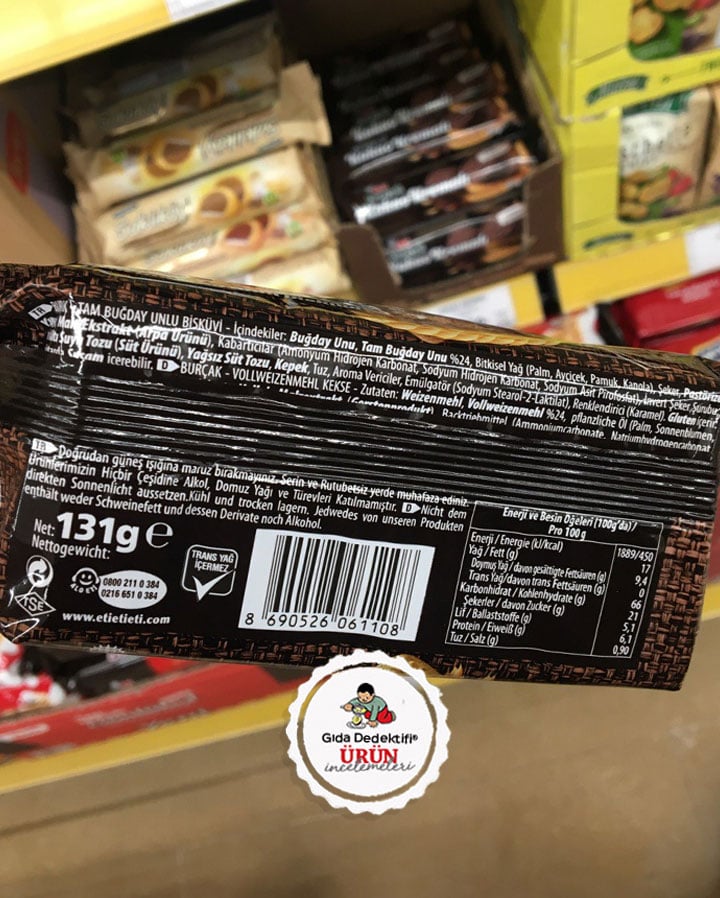 TAM BUĞDAY UNLU BİSKÜVİ - İçindekiler: Buğday Unu, Tam Buğday Unu %24, Bitkisel Yağ (Palm, Ayçiçek, Pamuk, Kanola), Şeker,
Ekstrakt (Arpa Ürünü), Kabartıcılar (Amonyum Hidrojen Karbonat, Sodyum Hidrojen Karbonat, Sodyum Asit Pirofosfat), İnvert Şeker Şurubu
Tozu (Süt Ürünü), Yağsız Süt Tozu, Kepek, Tuz, Aroma Vericiler, Emülgatör (Sodyum Stearol-2-Laktilat), Renklendirici (Karamel). Gluten içerir
içerebilir. D BURÇAK - VOLLWEIZENMEHL KEKSE - Zutaten: Weizenmehl, Vollweizenmehl %24, pflanzliche Öl (Palm, Sonnenblumen,
Backtriebmittel (Ammoniumcarbonate, Natriumhydrogencarbonat
TR Doğrudan güneş ışığına maruz bırakmayınız. Serin ve Rutubetsiz yerde muhafaza ediniz.
Ürünlerimizin Hiçbir Çeşidine Alkol, Domuz Yağı ve Türevleri Katılmamıştır. D Nicht dem
direkten Sonnenlicht aussetzen.Kühl und trocken lagern. Jedwedes von unseren Produkten
enthält weder Schweinefett und dessen Derivate noch Alkohol.
Net: 131g e
Nettogewicht:
TSE
ALO ETİ
0800 211 0 384
0216 651 0 384
www.etietieti.com
TRANS YAĞ
İÇERMEZ
8 690526 061108
Enerji ve Besin Öğeleri (100g'da)/
Pro 100 g
Enerji / Energie (kJ/kcal) 1889/450
Yağ / Fett (g) 17
Doymuş Yağ / davon gesättigte Fettsäuren (g) 9,4
Trans Yağ/davon trans Fettsäuren (g) 0
Karbonhidrat / Kohlenhydrate (g) 66
Şekerler / davon Zucker (g) 21
Lif / Ballaststoffe (g) 5,1
Protein / Eiweiß (g) 6,1
Tuz / Salz (g) 0,90
Gıda Dedektifi®
ÜRÜN
incelemeleri